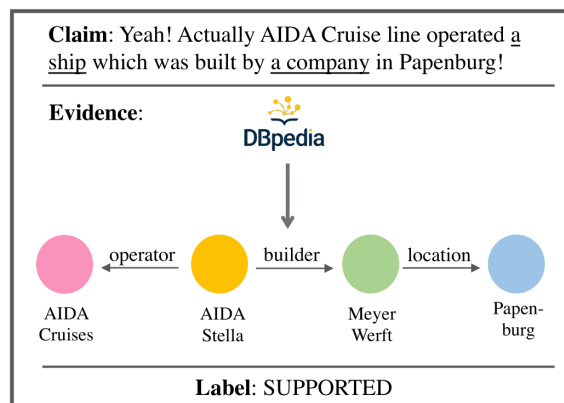 Claim: Yeah! Actually AIDA Cruise line operated a
ship which was built by a company in Papenburg!
Evidence:
DBpedia
operator
builder
location
AIDA
Cruises
AIDA
Stella
Meyer
Werft
Papen-
burg
Label: SUPPORTED